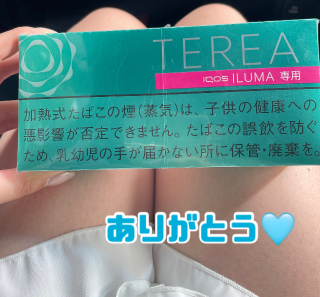 TEREA
IQOS ILUMA 専用
加熱式たばこの煙(蒸気)は、子供の健康への
悪影響が否定できません。たばこの誤飲を防ぐ
ため、乳幼児の手が届かない所に保管・廃棄を。
ありがとう🩵